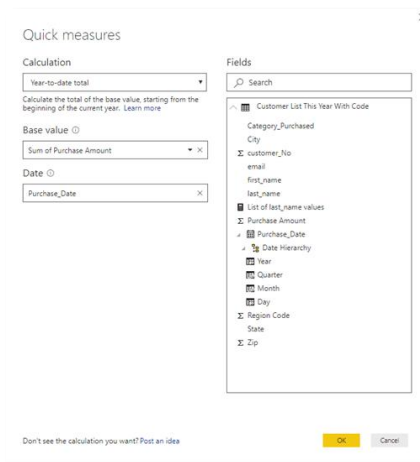 Quick measures
Calculation
Year-to-date total
Calculate the total of the base value, starting from the
beginning of the current year. Learn more
Base value
Sum of Purchase Amount
Date
Purchase_Date
Fields
Search
Customer List This Year With Code
Category_Purchased
City
Σ customer_No
email
first_name
last_name
List of last_name values
Σ Purchase Amount
Purchase_Date
Date Hierarchy
Year
Quarter
Month
Day
Σ Region Code
State
Σ Zip
Don't see the calculation you want? Post an idea
OK
Cancel